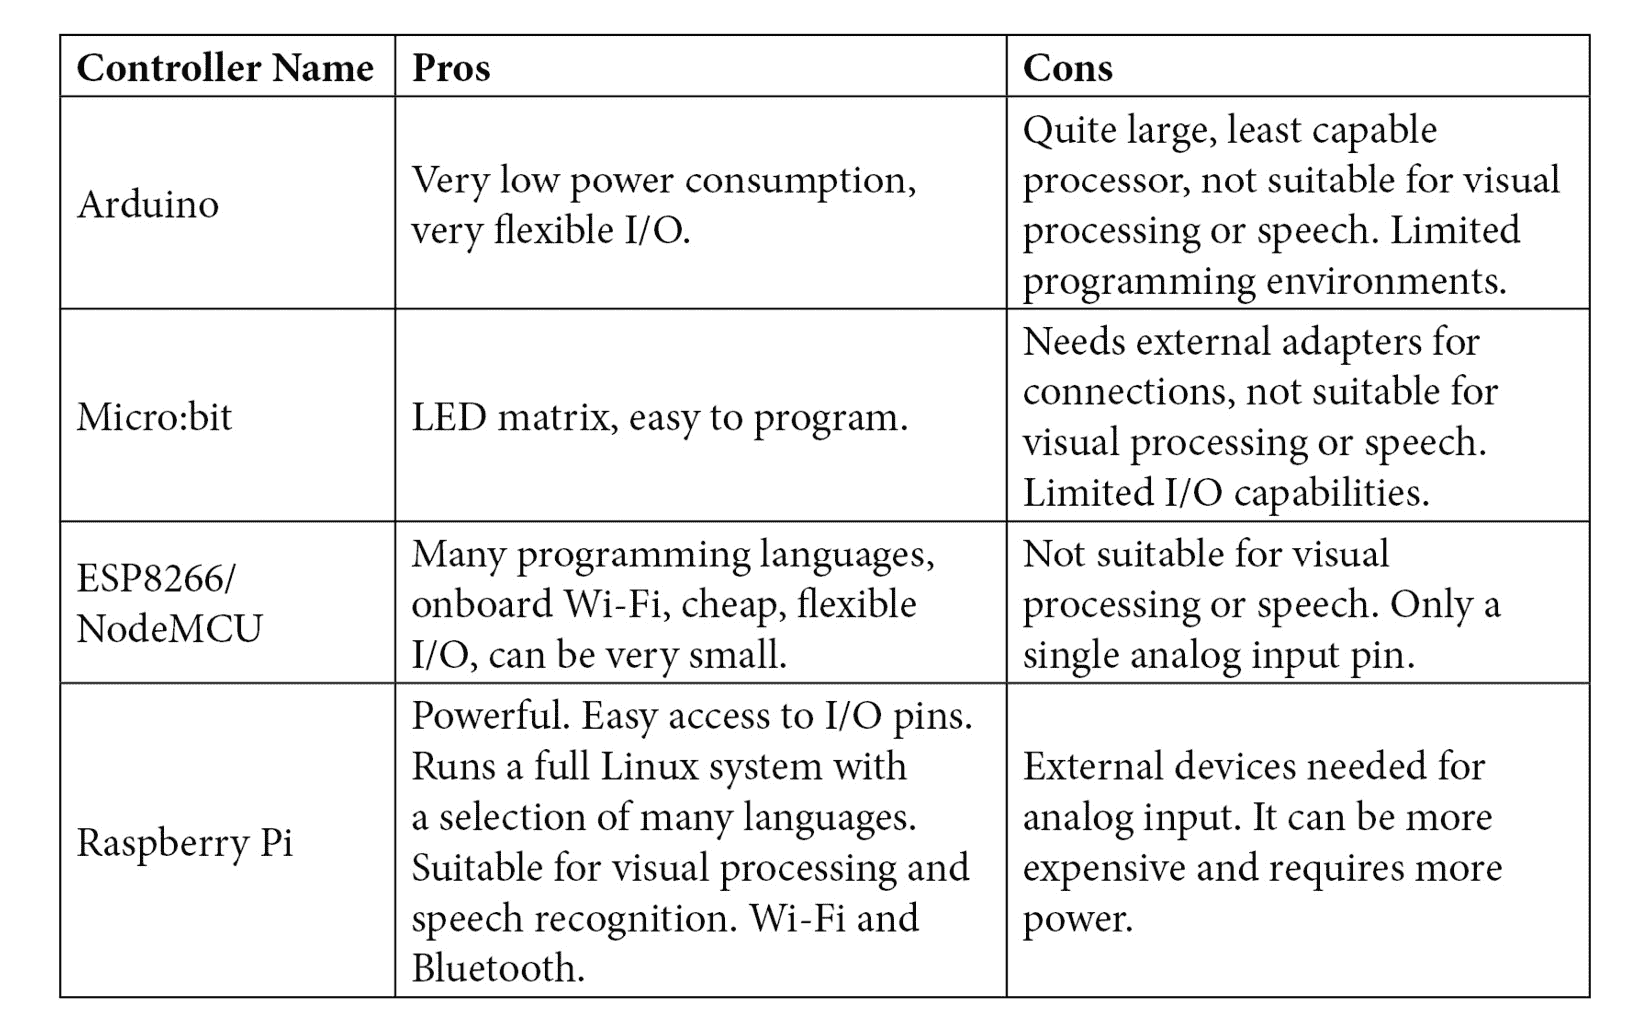 Controller Name
Pros
Cons
Arduino
Very low power consumption,
very flexible I/O.
Quite large, least capable
processor, not suitable for visual
processing or speech. Limited
programming environments.
Micro:bit
LED matrix, easy to program.
Needs external adapters for
connections, not suitable for
visual processing or speech.
Limited I/O capabilities.
ESP8266/
NodeMCU
Many programming languages,
onboard Wi-Fi, cheap, flexible
I/O, can be very small.
Not suitable for visual
processing or speech. Only a
single analog input pin.
Raspberry Pi
Powerful. Easy access to I/O pins.
Runs a full Linux system with
a selection of many languages.
Suitable for visual processing and
speech recognition. Wi-Fi and
Bluetooth.
External devices needed for
analog input. It can be more
expensive and requires more
power.